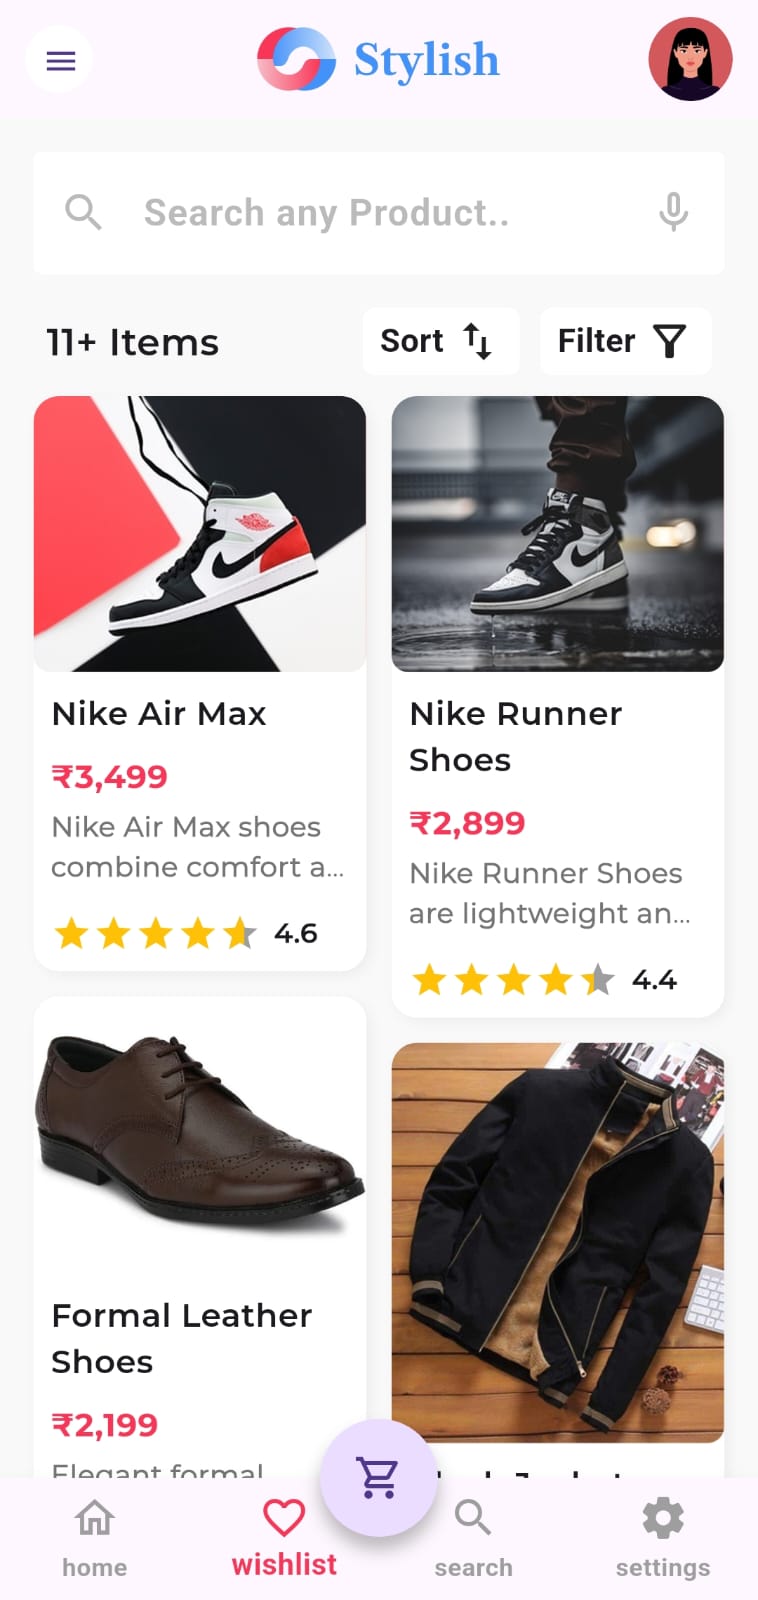 Stylish
Search any Product..
11+ Items
Sort
Filter
Nike Air Max
₹3,499
Nike Air Max shoes
combine comfort a...
4.6
Nike Runner
Shoes
₹2,899
Nike Runner Shoes
are lightweight an...
4.4
Formal Leather
Shoes
₹2,199
Elegant formal
home
wishlist
search
settings